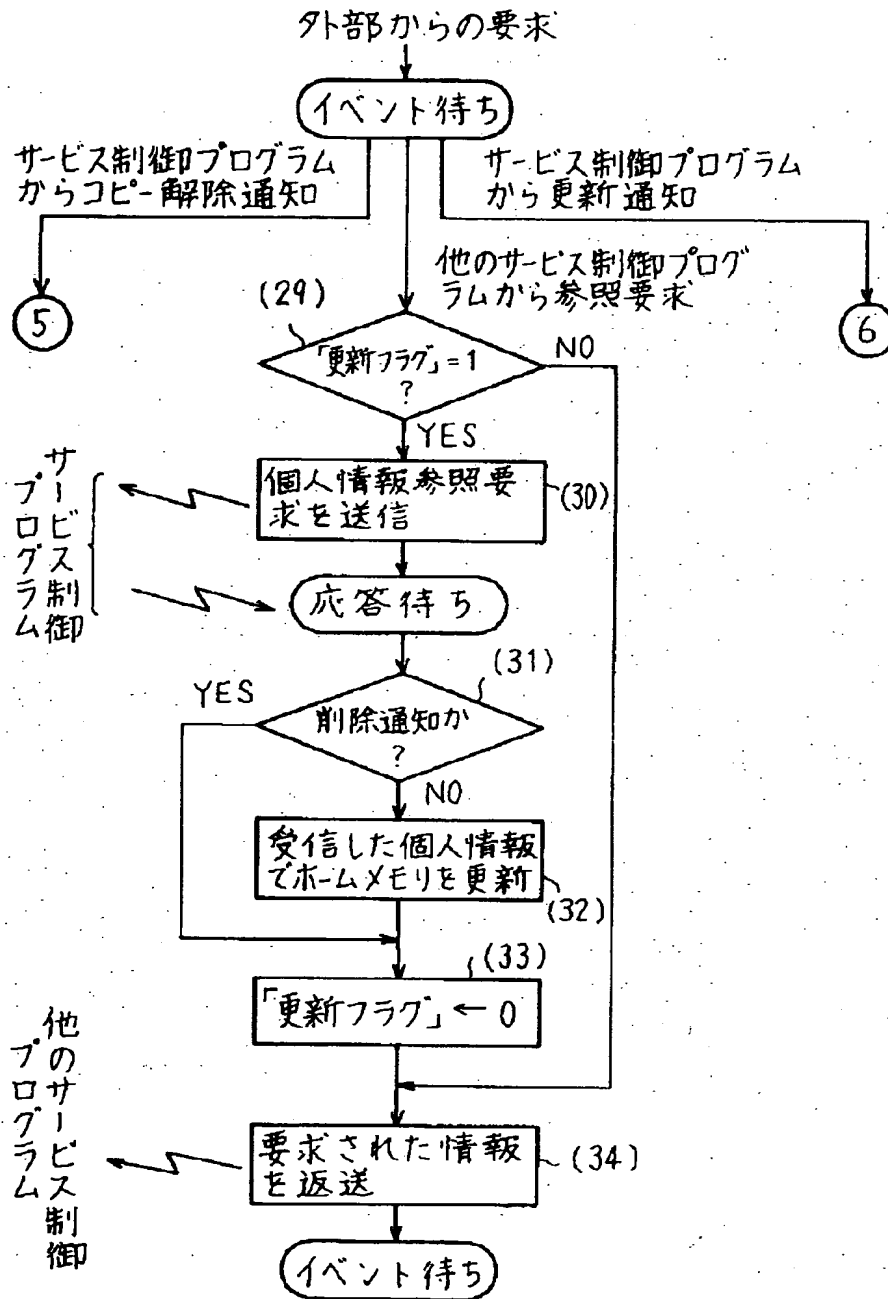 外部からの要求
イベント待ち
サービス制御プログラム
からコピー解除通知
サービス制御プログラム
から更新通知
他のサービス制御プログ
ラムから参照要求
5
6
(29)
「更新フラグ」=1
?
NO
YES
個人情報参照要
求を送信
(30)
サービス制御
プログラム
応答待ち
(31)
YES
削除通知か
?
NO
受信した個人情報
でホームメモリを更新
(32)
(33)
「更新フラグ」← 0
他のサービス制御
プログラム
要求された情報
を返送
(34)
イベント待ち